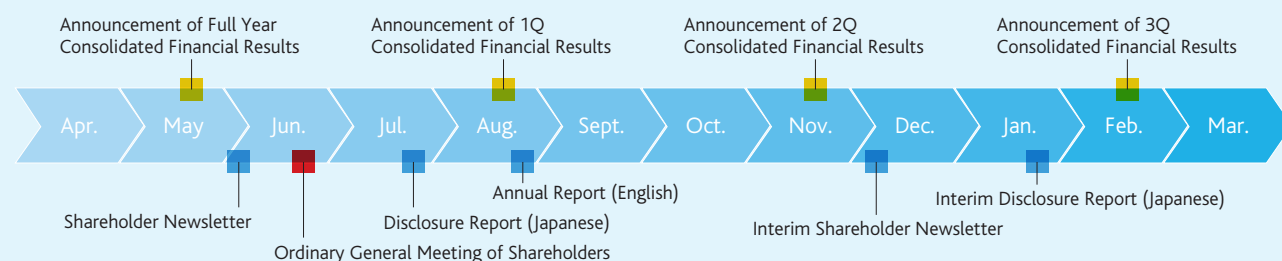 Announcement of Full Year
Consolidated Financial Results
Announcement of 1Q
Consolidated Financial Results
Announcement of 2Q
Consolidated Financial Results
Announcement of 3Q
Consolidated Financial Results
Apr.
May
Jun.
Jul.
Aug.
Sept.
Oct.
Nov.
Dec.
Jan.
Feb.
Mar.
Shareholder Newsletter
Ordinary General Meeting of Shareholders
Disclosure Report (Japanese)
Annual Report (English)
Interim Shareholder Newsletter
Interim Disclosure Report (Japanese)